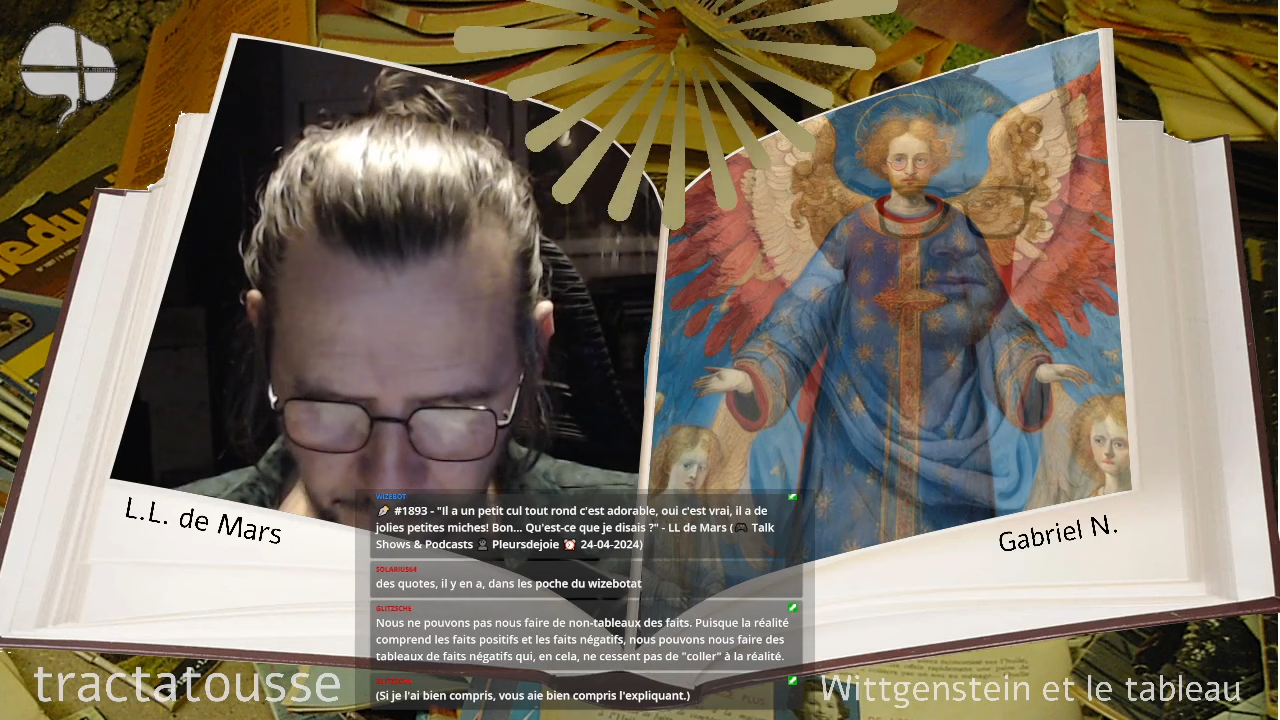 L.L. de Mars
Gabriel N.
WIZEBOT
#1893 - "Il a un petit cul tout rond c'est adorable, oui c'est vrai, il a de
jolies petites miches! Bon... Qu'est-ce que je disais ?" - LL de Mars ( Talk
Shows & Podcasts Pleursdejoie 24-04-2024)
SOLARIUS64
des quotes, il y en a, dans les poche du wizebotat
GLITZSCHE
Nous ne pouvons pas nous faire de non-tableaux des faits. Puisque la réalité
comprend les faits positifs et les faits négatifs, nous pouvons nous faire des
tableaux de faits négatifs qui, en cela, ne cessent pas de "coller" à la réalité.
GLITZSCHE
(Si je l'ai bien compris, vous aie bien compris l'expliquant.)
tractatousse
Wittgenstein et le tableau